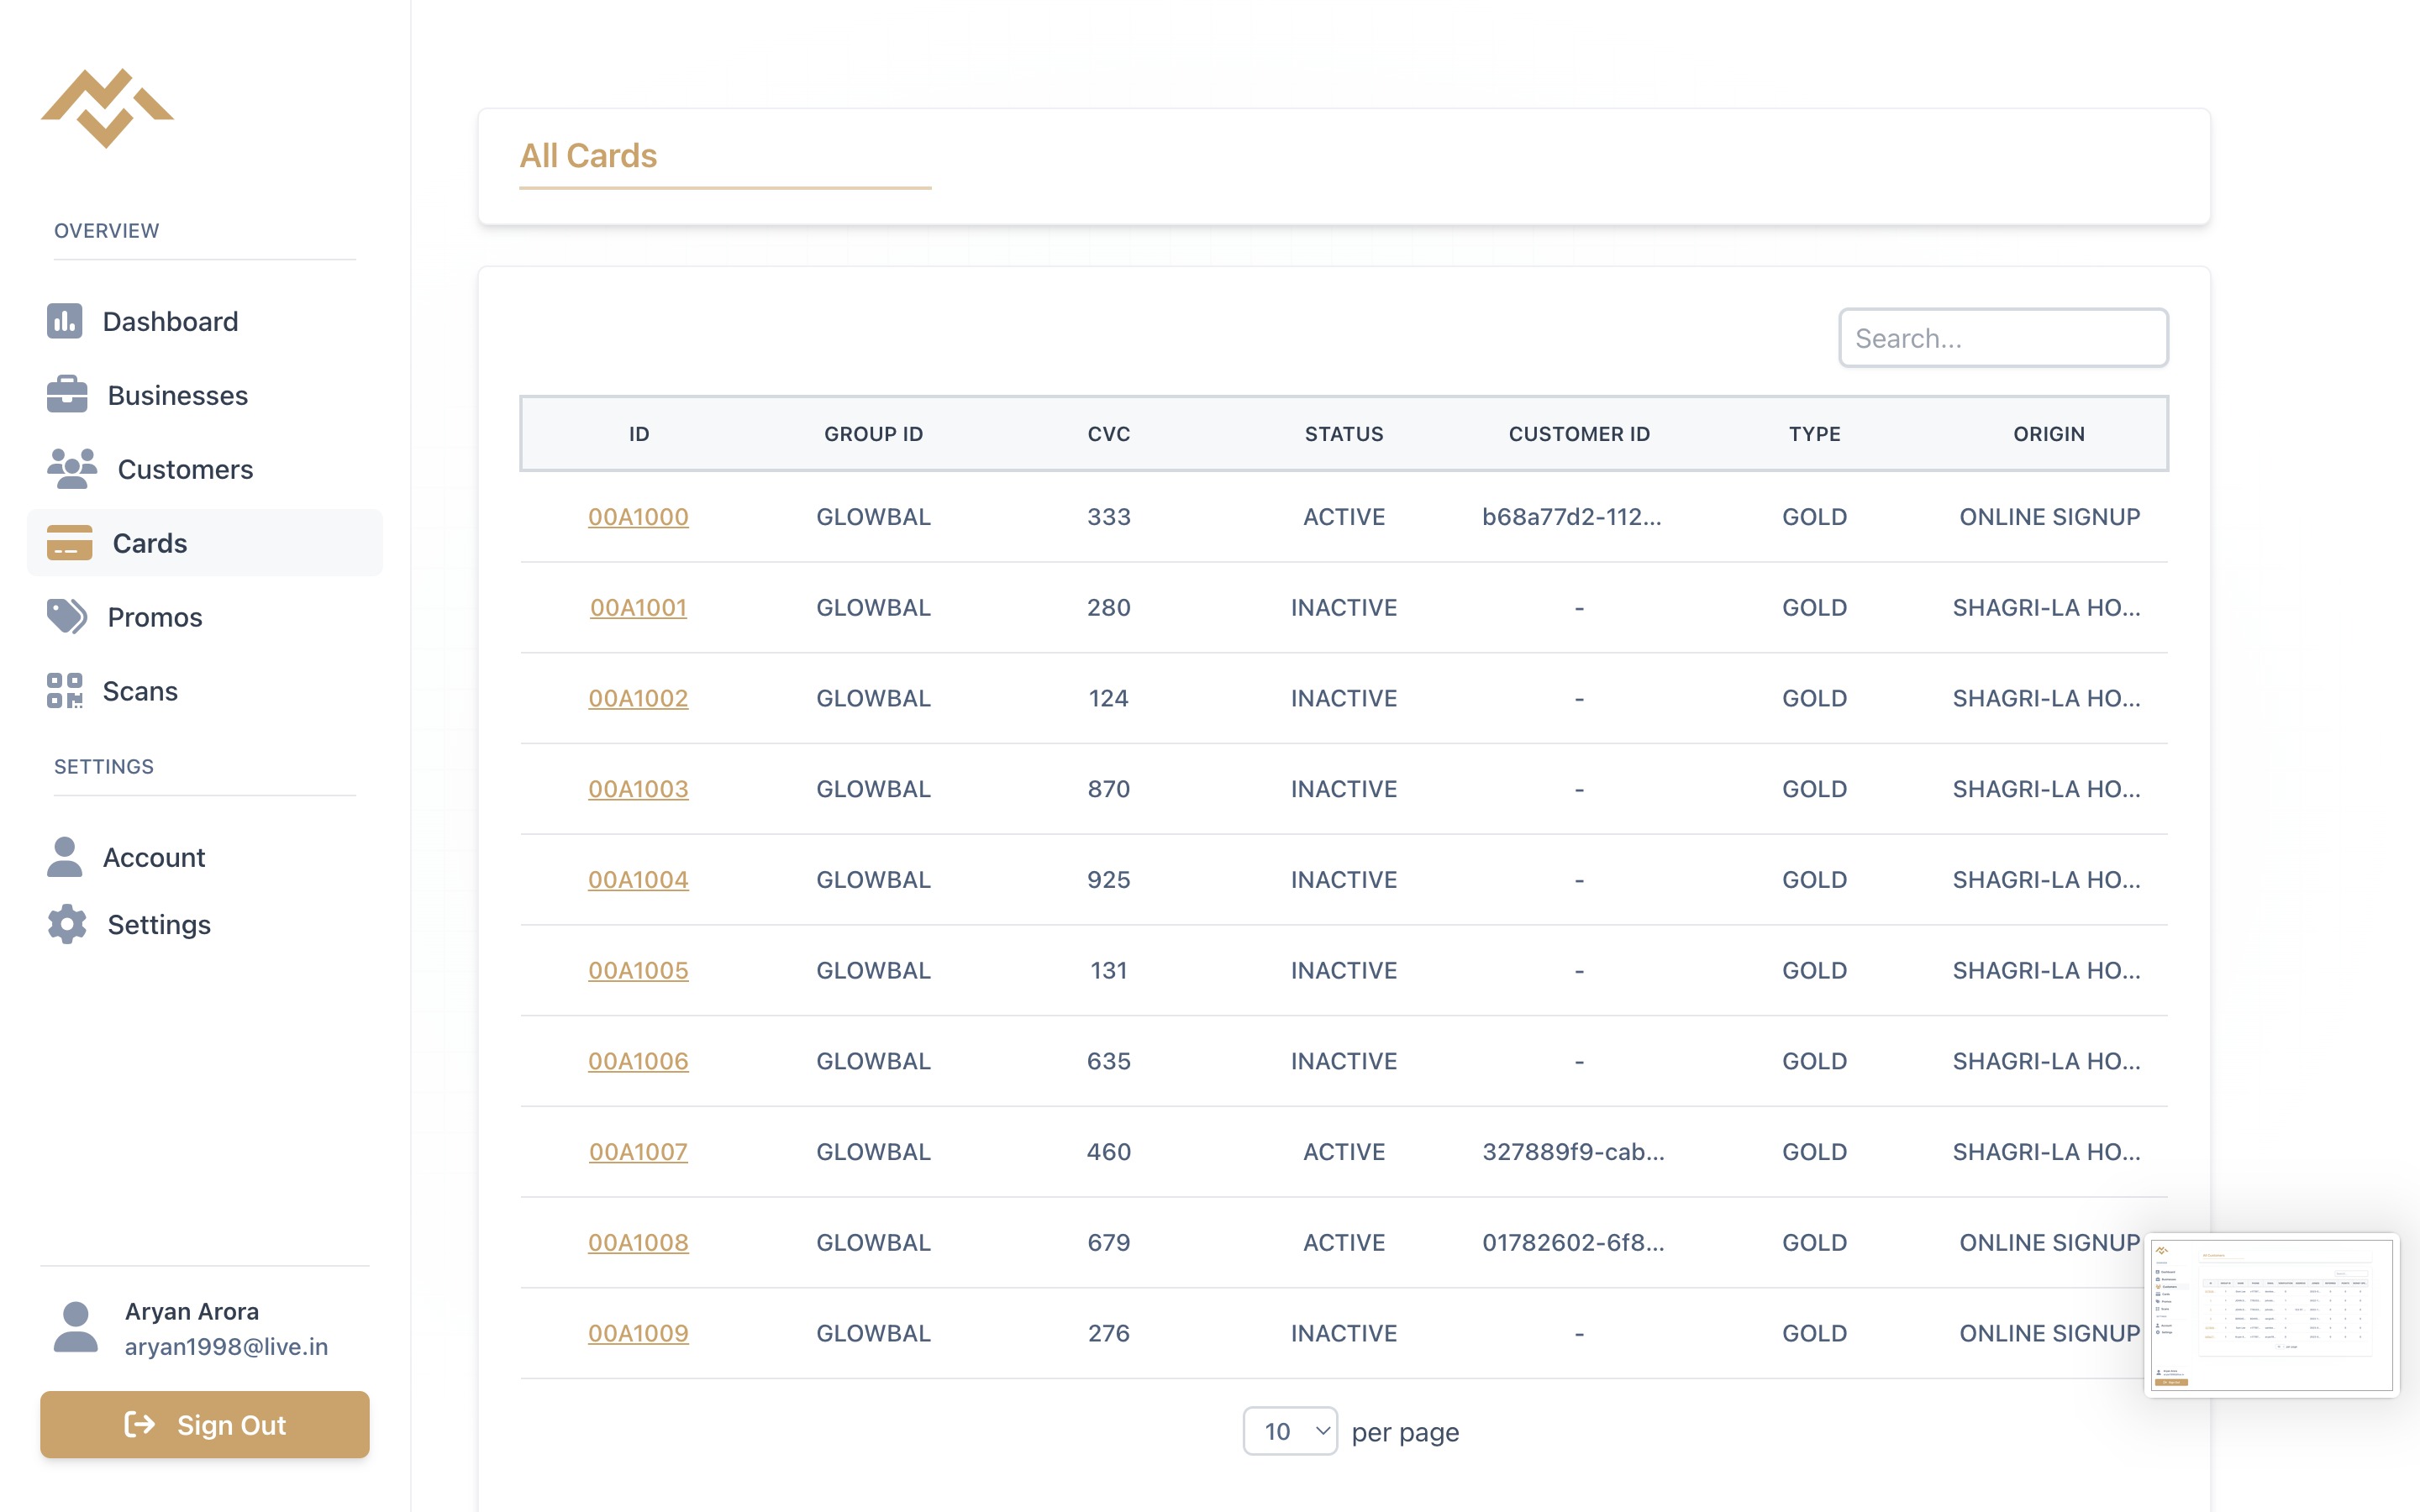 OVERVIEW
Dashboard
Businesses
Customers
Cards
Promos
Scans
SETTINGS
Account
Settings
Aryan Arora
aryan1998@live.in
Sign Out
All Cards
Search...
ID GROUP ID CVC STATUS CUSTOMER ID TYPE ORIGIN
00A1000 GLOWBAL 333 ACTIVE b68a77d2-112... GOLD ONLINE SIGNUP
00A1001 GLOWBAL 280 INACTIVE - GOLD SHAGRI-LA HO...
00A1002 GLOWBAL 124 INACTIVE - GOLD SHAGRI-LA HO...
00A1003 GLOWBAL 870 INACTIVE - GOLD SHAGRI-LA HO...
00A1004 GLOWBAL 925 INACTIVE - GOLD SHAGRI-LA HO...
00A1005 GLOWBAL 131 INACTIVE - GOLD SHAGRI-LA HO...
00A1006 GLOWBAL 635 INACTIVE - GOLD SHAGRI-LA HO...
00A1007 GLOWBAL 460 ACTIVE 327889f9-cab... GOLD SHAGRI-LA HO...
00A1008 GLOWBAL 679 ACTIVE 01782602-6f8... GOLD ONLINE SIGNUP
00A1009 GLOWBAL 276 INACTIVE - GOLD ONLINE SIGNUP
10 per page